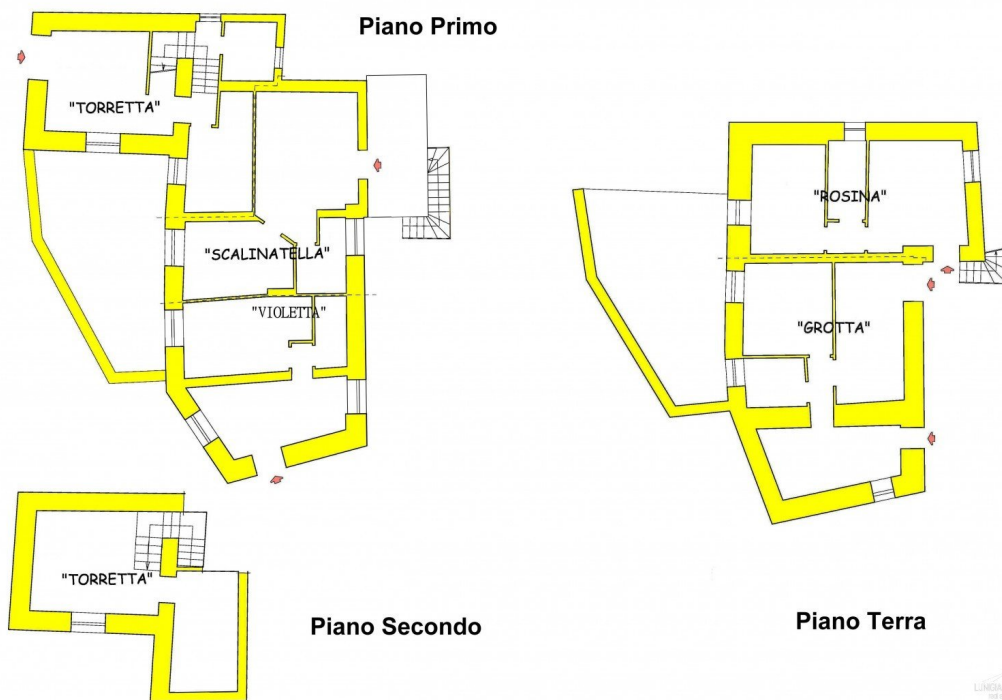 Piano Primo
"TORRETTA"
"SCALINATELLA"
"VIOLETTA"
"ROSINA"
"GROTTA"
"TORRETTA"
Piano Secondo
Piano Terra